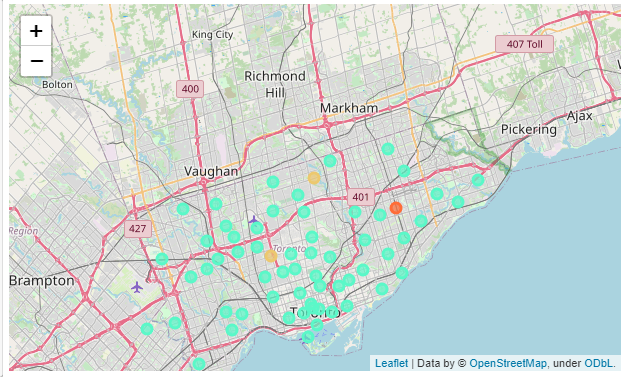 +
−
King City
407 Toll
Bolton
400
Richmond
Hill
Markham
Ajax
Pickering
Vaughan
401
427
Region
Toronto
Brampton
Toronto
Leaflet | Data by © OpenStreetMap, under ODbL.